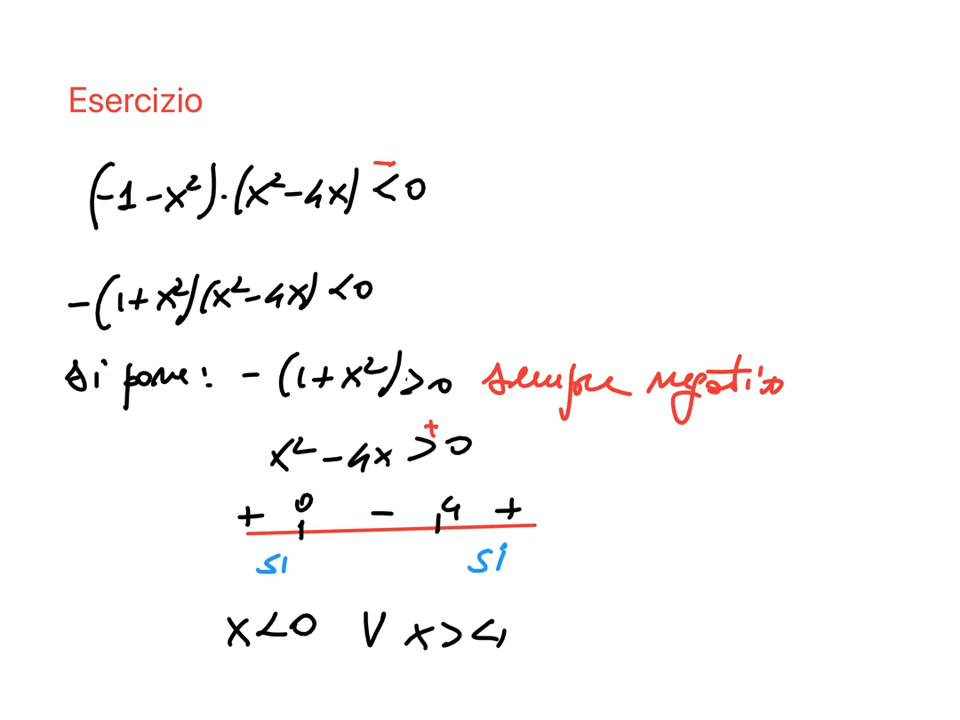 Esercizio
(-1-x²)·(x²-4x) < 0
-
-(1+x²)(x²-4x) < 0
Si pone: -(1+x²)>0 sempre negativo
+
x²-4x > 0
+ 0 - 4 +
si si
x<0 V x>4